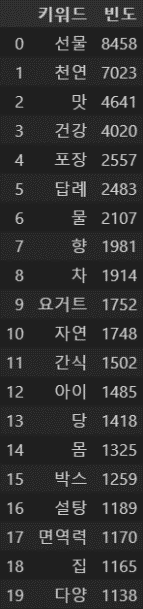 키워드 빈도
0 선물 8458
1 천연 7023
2 맛 4641
3 건강 4020
4 포장 2557
5 답례 2483
6 물 2107
7 향 1981
8 차 1914
9 요거트 1752
10 자연 1748
11 간식 1502
12 아이 1485
13 당 1418
14 몸 1325
15 박스 1259
16 설탕 1189
17 면역력 1170
18 집 1165
19 다양 1138